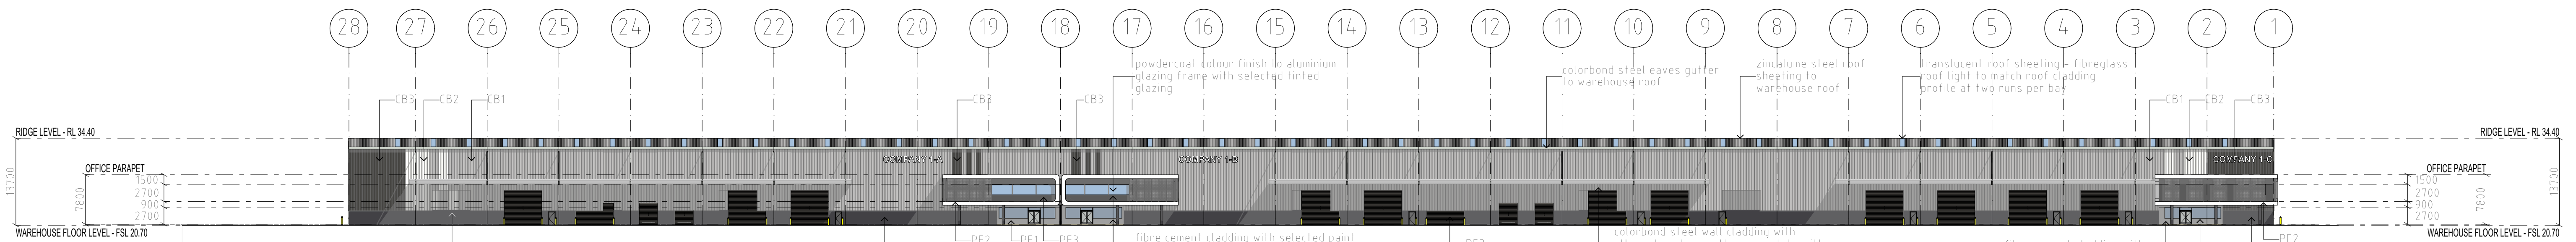 28 27 26 25 24 23 22 21 20 19 18 17 16 15 14 13 12 11 10 9 8 7 6 5 4 3 2 1
powdercoat colour finish to aluminium
glazing frame with selected tinted
glazing
colorbond steel eaves gutter
to warehouse roof
zincalume steel roof
sheeting to
warehouse roof
translucent roof sheeting - fibreglass
roof light to match roof cladding
profile at two runs per bay
CB3 CB2 CB1 CB3 CB3 CB1 CB2 CB3
RIDGE LEVEL - RL 34.40
RIDGE LEVEL - RL 34.40
COMPANY 1-A
COMPANY 1-B
COMPANY 1-C
OFFICE PARAPET
OFFICE PARAPET
13700
7800
1500
2700
900
2700
1500
2700
900
2700
7800
13700
WAREHOUSE FLOOR LEVEL - FSL 20.70
WAREHOUSE FLOOR LEVEL - FSL 20.70
PF2 PF1 PF3
fibre cement cladding with selected paint
PF2
colorbond steel wall cladding with
PF2